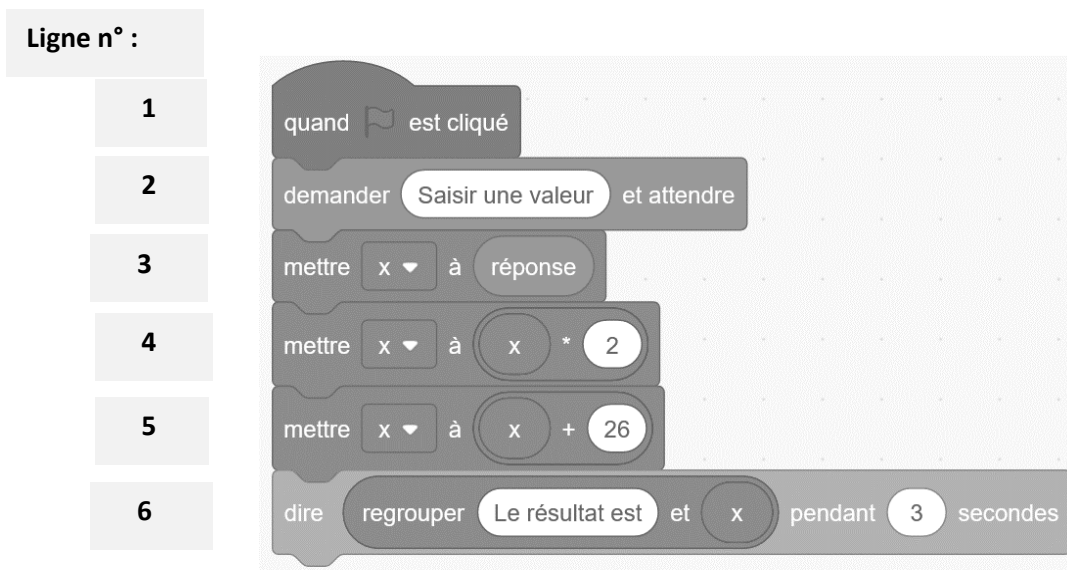 Ligne n° :
1 quand est cliqué
2 demander Saisir une valeur et attendre
3 mettre x à réponse
4 mettre x à x * 2
5 mettre x à x + 26
6 dire regrouper Le résultat est et x pendant 3 secondes